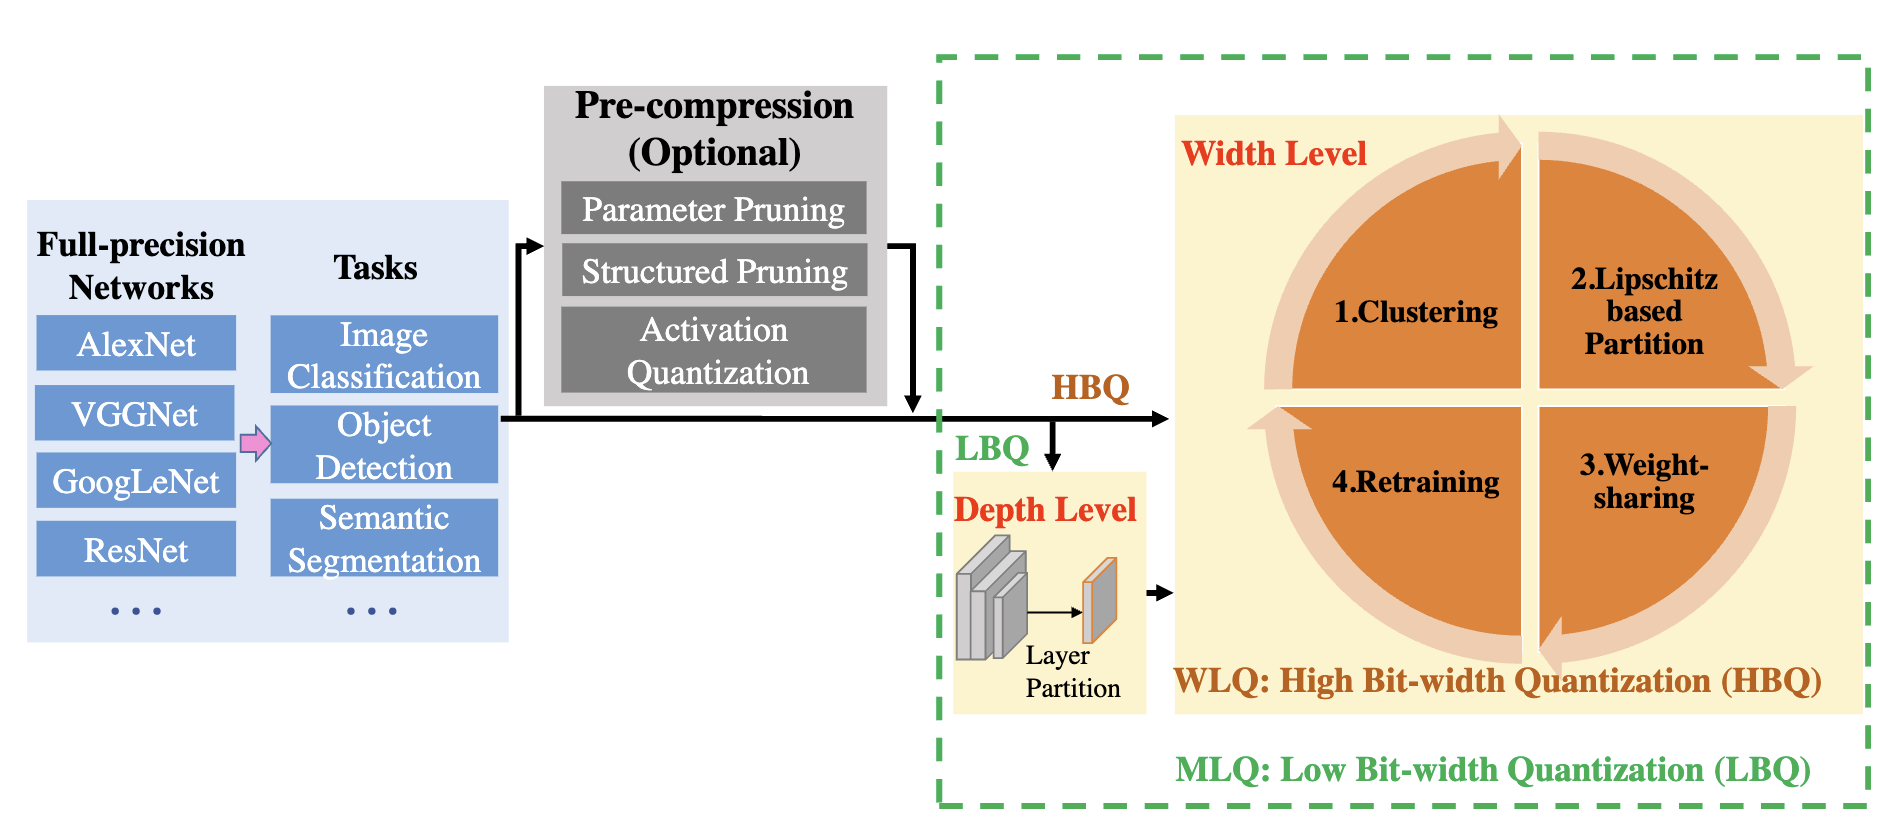 Full-precision
Networks
AlexNet
VGGNet
GoogLeNet
ResNet
• • •
Tasks
Image
Classification
Object
Detection
Semantic
Segmentation
• • •
Pre-compression
(Optional)
Parameter Pruning
Structured Pruning
Activation
Quantization
HBQ
LBQ
Depth Level
Layer
Partition
Width Level
1.Clustering
2.Lipschitz
based
Partition
3.Weight-
sharing
4.Retraining
WLQ: High Bit-width Quantization (HBQ)
MLQ: Low Bit-width Quantization (LBQ)